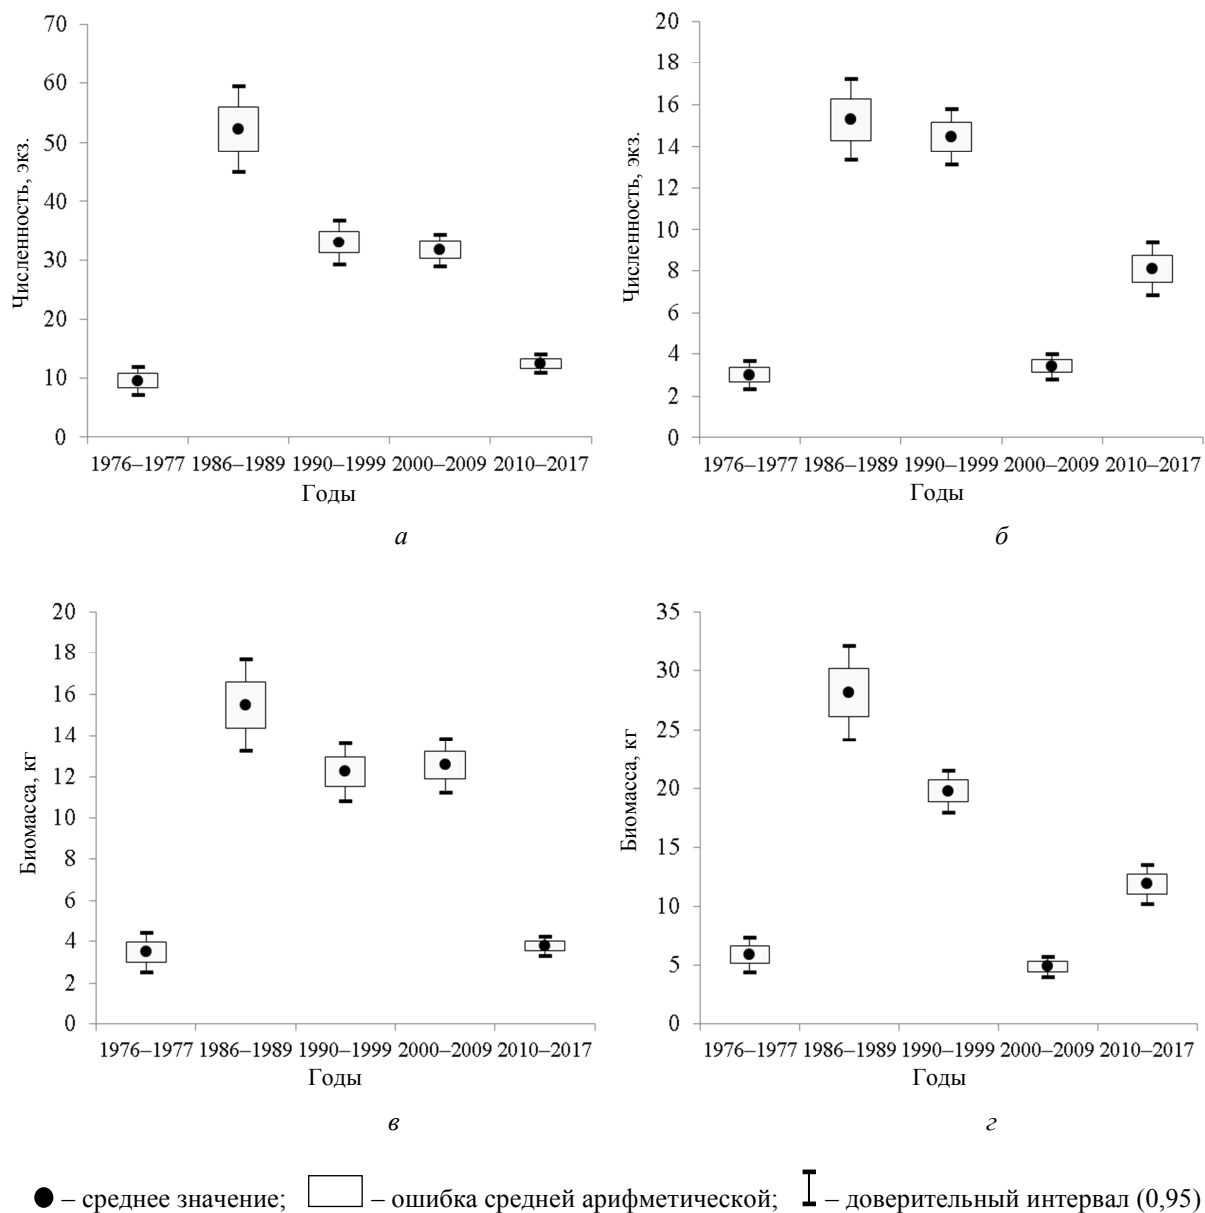 70
60
50
40
30
20
10
0
Численность, экз.
1976–1977 1986–1989 1990–1999 2000–2009 2010–2017
Годы
а
20
18
16
14
12
10
8
6
4
2
0
Численность, экз.
1976–1977 1986–1989 1990–1999 2000–2009 2010–2017
Годы
б
20
18
16
14
12
10
8
6
4
2
0
Биомасса, кг
1976–1977 1986–1989 1990–1999 2000–2009 2010–2017
Годы
в
35
30
25
20
15
10
5
0
Биомасса, кг
1976–1977 1986–1989 1990–1999 2000–2009 2010–2017
Годы
г
– среднее значение; – ошибка средней арифметической; – доверительный интервал (0,95)